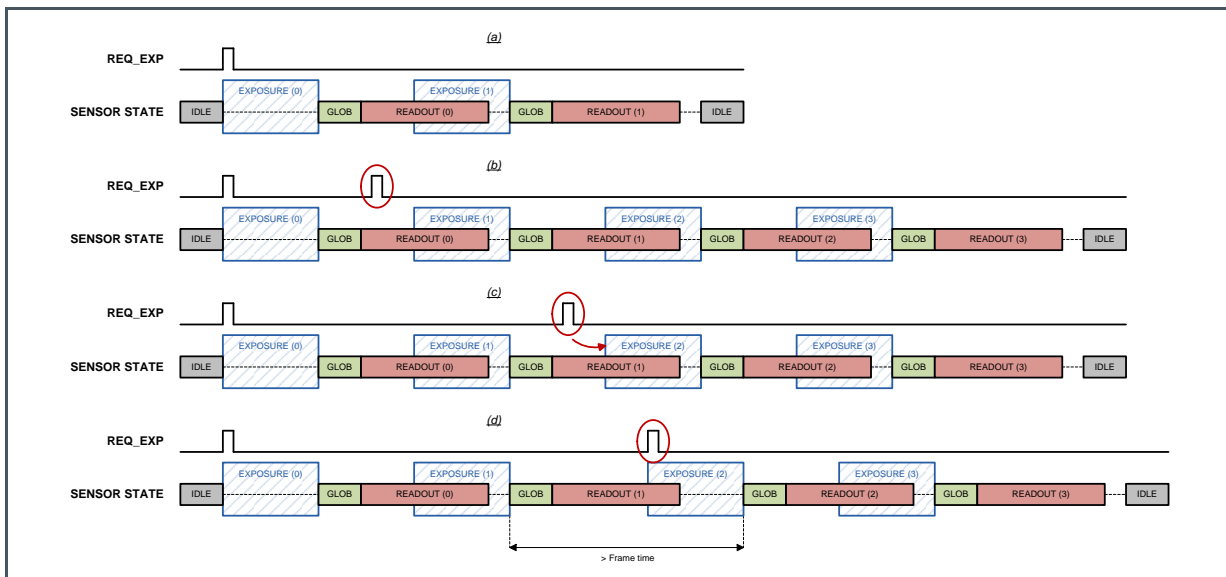 (a)
REQ_EXP
EXPOSURE (0) EXPOSURE (1)
SENSOR STATE IDLE GLOB READOUT (0) GLOB READOUT (1) IDLE
(b)
REQ_EXP
EXPOSURE (0) EXPOSURE (1) EXPOSURE (2) EXPOSURE (3)
SENSOR STATE IDLE GLOB READOUT (0) GLOB READOUT (1) GLOB READOUT (2) GLOB READOUT (3) IDLE
(c)
REQ_EXP
EXPOSURE (0) EXPOSURE (1) EXPOSURE (2) EXPOSURE (3)
SENSOR STATE IDLE GLOB READOUT (0) GLOB READOUT (1) GLOB READOUT (2) GLOB READOUT (3) IDLE
(d)
REQ_EXP
EXPOSURE (0) EXPOSURE (1) EXPOSURE (2) EXPOSURE (3)
SENSOR STATE IDLE GLOB READOUT (0) GLOB READOUT (1) GLOB READOUT (2) GLOB READOUT (3) IDLE
> Frame time